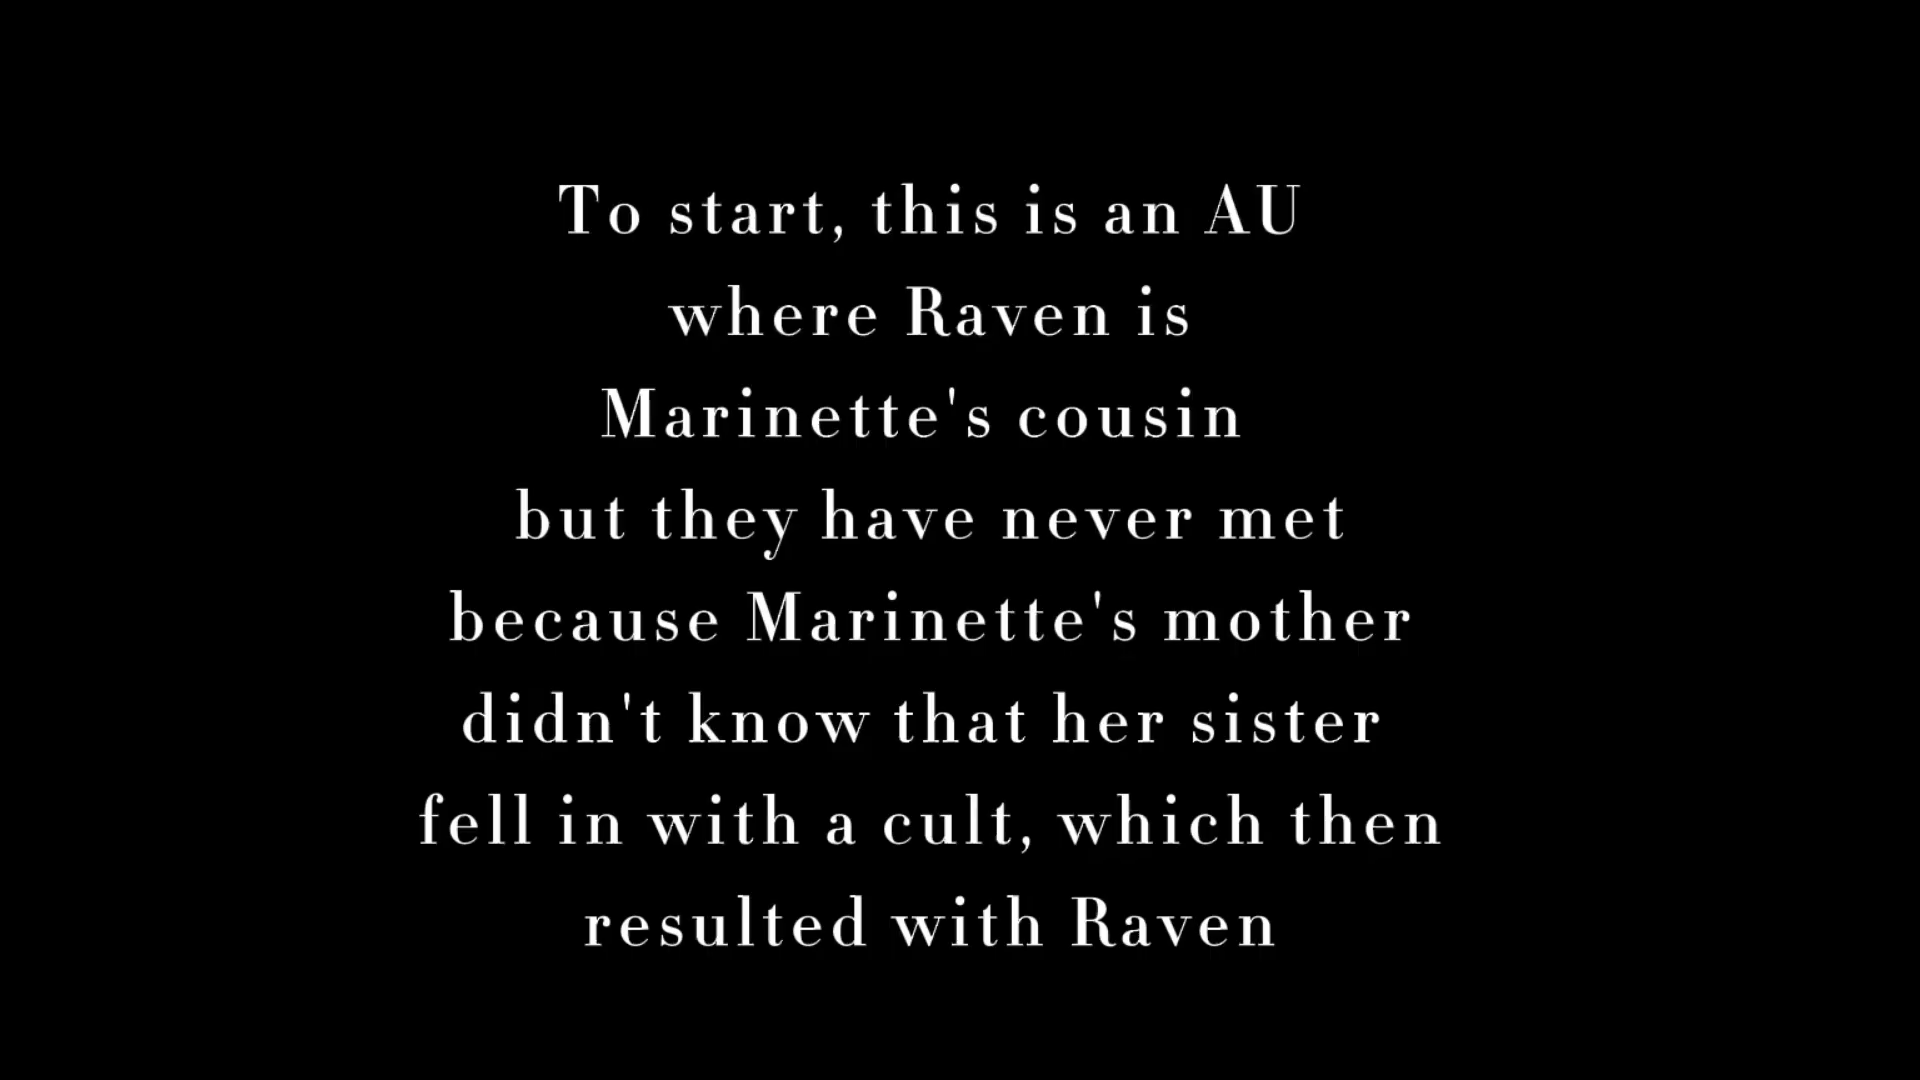 To start, this is an AU
where Raven is
Marinette's cousin
but they have never met
because Marinette's mother
didn't know that her sister
fell in with a cult, which then
resulted with Raven